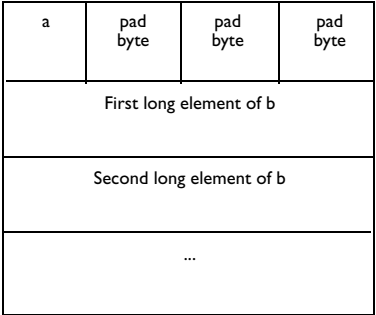 a
pad
byte
pad
byte
pad
byte
First long element of b
Second long element of b
...